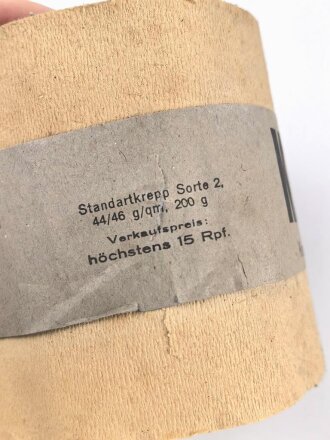 Standartkrepp Sorte 2,
44/46 g/qm, 200 g
Verkaufspreis:
höchstens 15 Rpf.